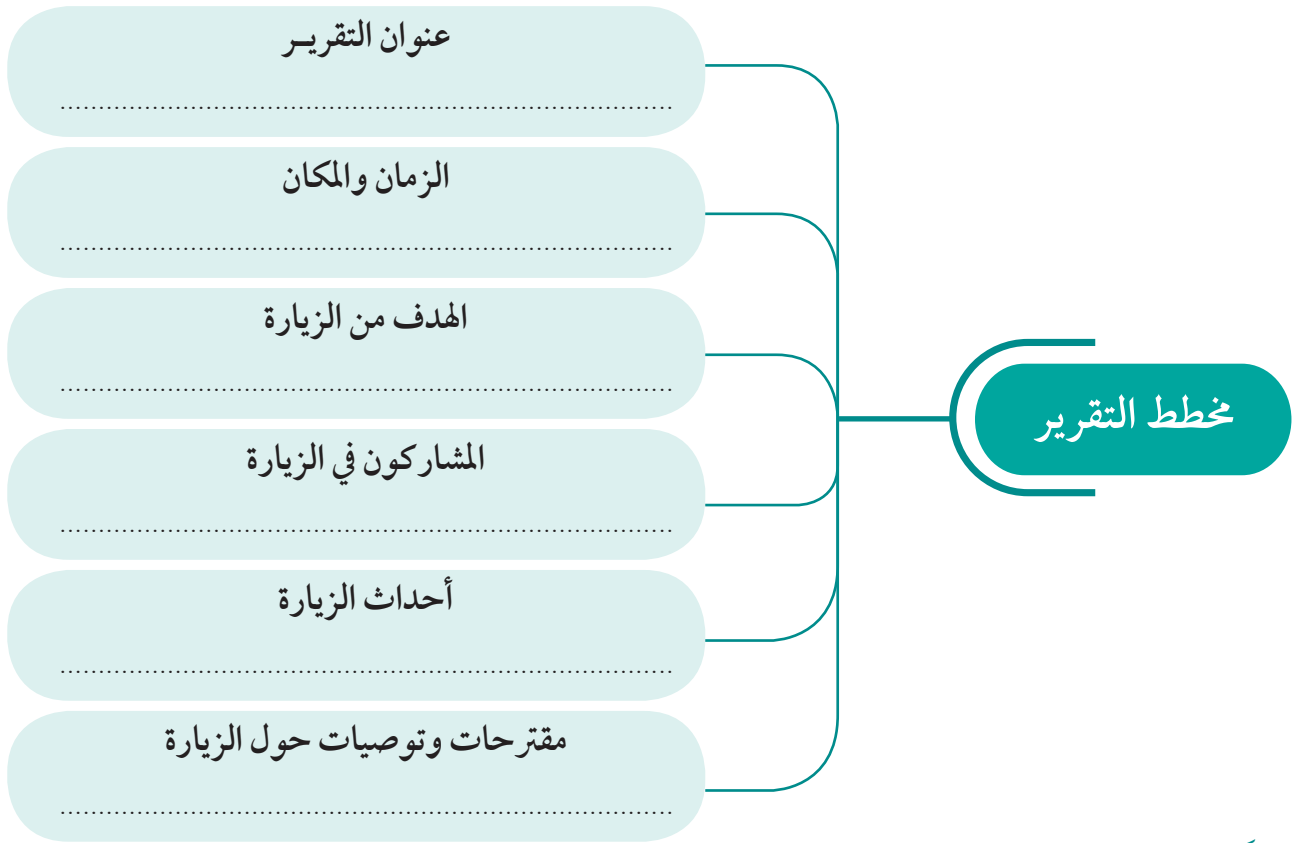 مخطط التقرير
عنوان التقريـر
........................................................................
الزمان والمكان
........................................................................
الهدف من الزيارة
........................................................................
المشاركون في الزيارة
........................................................................
أحداث الزيارة
........................................................................
مقترحات وتوصيات حول الزيارة
........................................................................